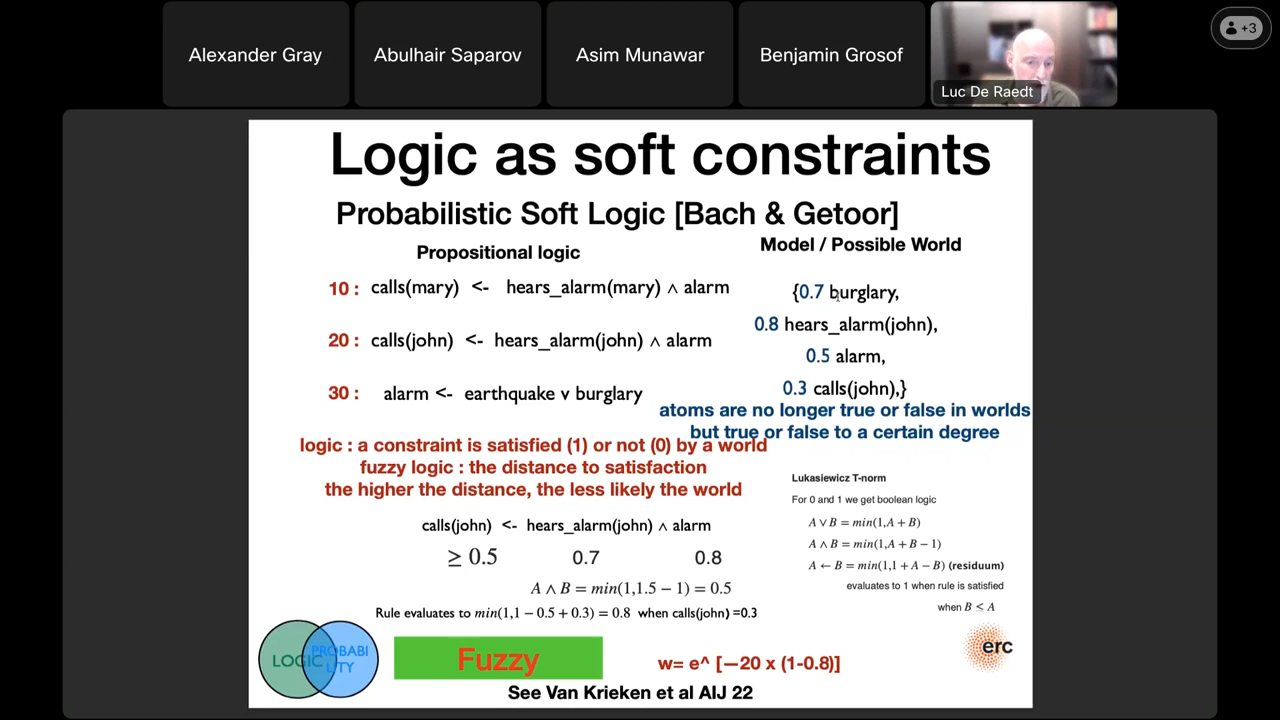 Alexander Gray
Abulhair Saparov
Asim Munawar
Benjamin Grosof
Luc De Raedt
+3
Logic as soft constraints
Probabilistic Soft Logic [Bach & Getoor]
Propositional logic
Model / Possible World
10 : calls(mary) <- hears_alarm(mary) ∧ alarm
{0.7 burglary,
0.8 hears_alarm(john),
20 : calls(john) <- hears_alarm(john) ∧ alarm
0.5 alarm,
30 : alarm <- earthquake v burglary
0.3 calls(john),}
atoms are no longer true or false in worlds
but true or false to a certain degree
logic : a constraint is satisfied (1) or not (0) by a world
fuzzy logic : the distance to satisfaction
the higher the distance, the less likely the world
Lukasiewicz T-norm
For 0 and 1 we get boolean logic
A ∨ B = min(1,A + B)
A ∧ B = min(1,A + B − 1)
A ← B = min(1,1 + A − B) (residuum)
evaluates to 1 when rule is satisfied
when B ≤ A
calls(john) <- hears_alarm(john) ∧ alarm
≥ 0.5 0.7 0.8
A ∧ B = min(1,1.5 − 1) = 0.5
Rule evaluates to min(1,1 − 0.5 + 0.3) = 0.8 when calls(john) =0.3
LOGIC
PROBABI
LITY
Fuzzy
w= e^ [−20 x (1-0.8)]
erc
See Van Krieken et al AIJ 22